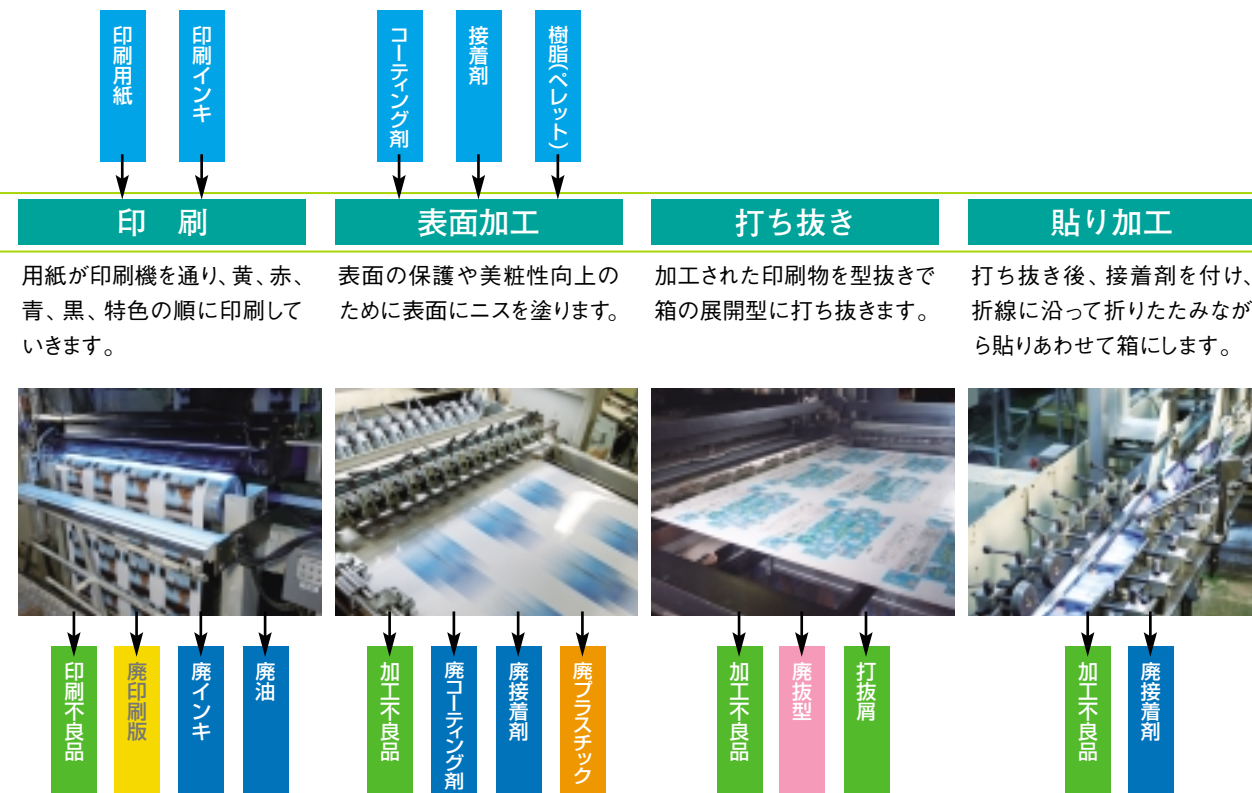 印刷用紙
印刷インキ
コーティング剤
接着剤
樹脂(ペレット)
印 刷
表面加工
打ち抜き
貼り加工
用紙が印刷機を通り、黄、赤、
青、黒、特色の順に印刷して
いきます。
表面の保護や美粧性向上の
ために表面にニスを塗ります。
加工された印刷物を型抜きで
箱の展開型に打ち抜きます。
打ち抜き後、接着剤を付け、
折線に沿って折りたたみなが
ら貼りあわせて箱にします。
印刷不良品
廃印刷版
廃インキ
廃油
加工不良品
廃コーティング剤
廃接着剤
廃プラスチック
加工不良品
廃抜型
打抜屑
加工不良品
廃接着剤